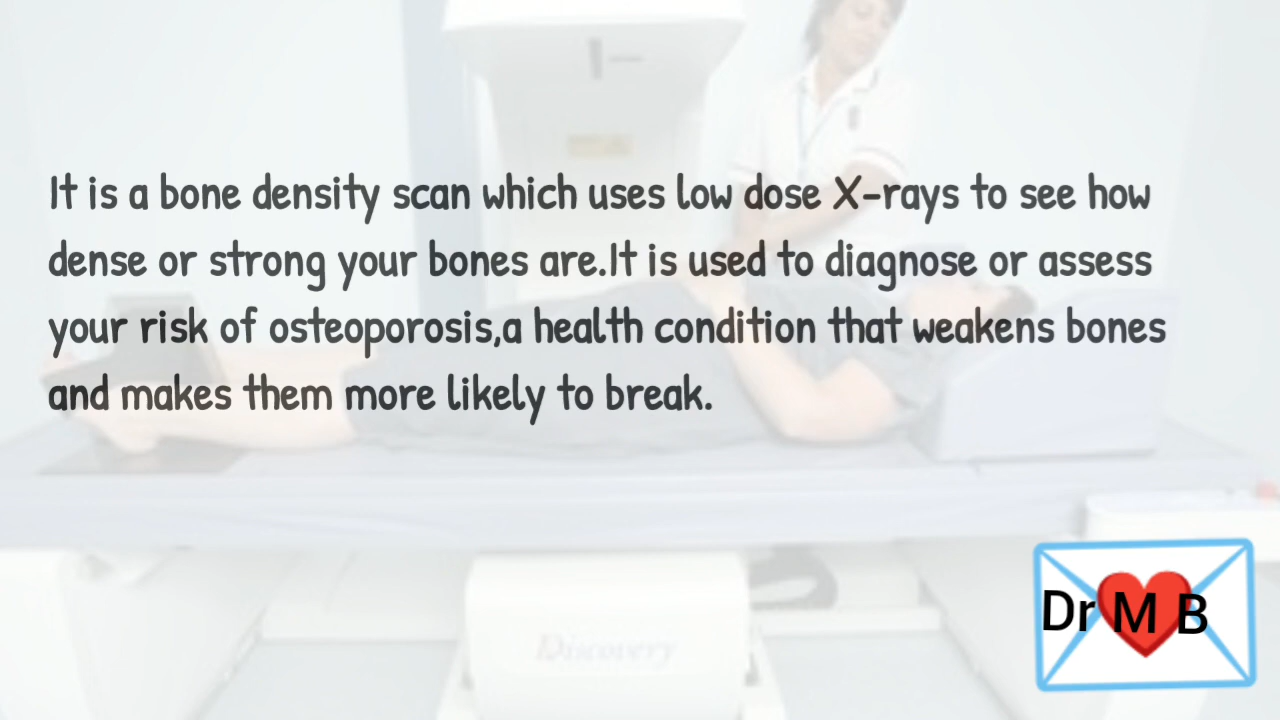 It is a bone density scan which uses low dose X-rays to see how
dense or strong your bones are.It is used to diagnose or assess
your risk of osteoporosis,a health condition that weakens bones
and makes them more likely to break.
Discovery
Dr M B